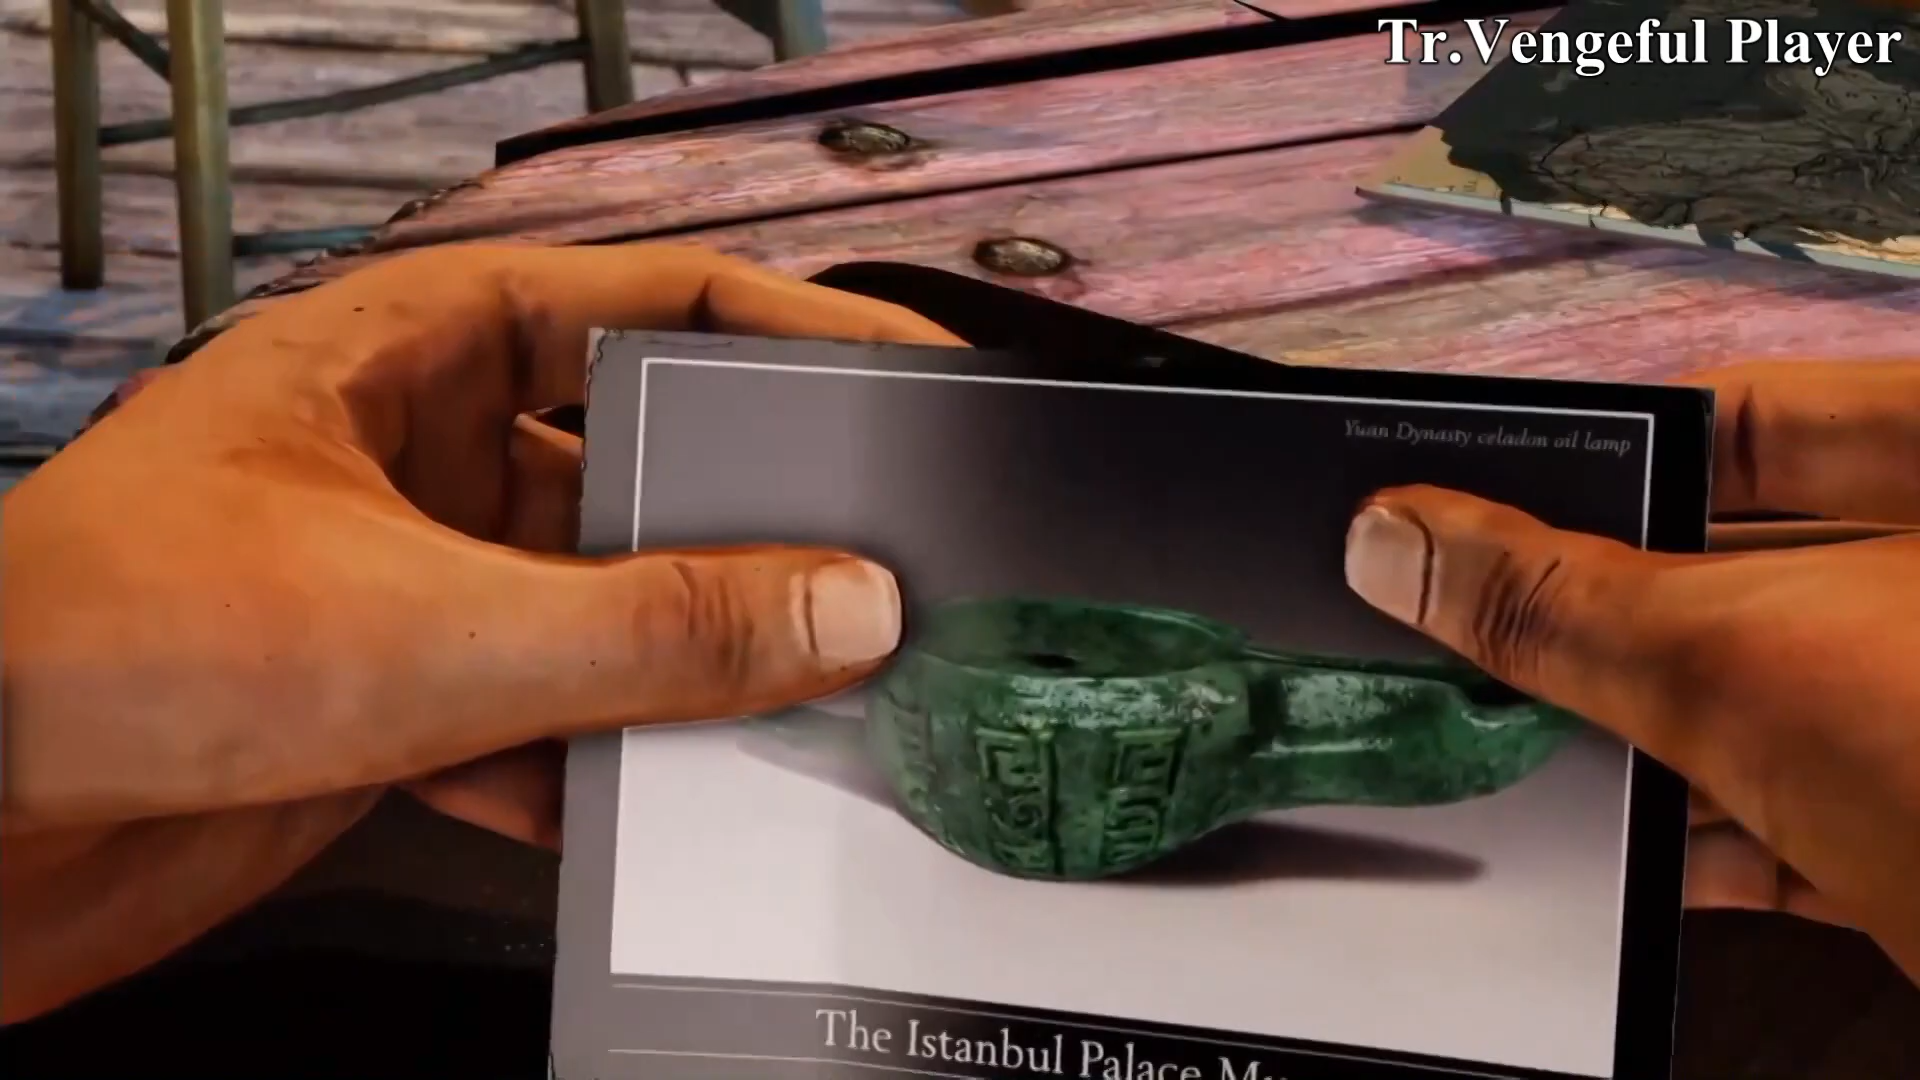 Tr.Vengeful Player
Yuan Dynasty celadon oil lamp
The Istanbul Palace